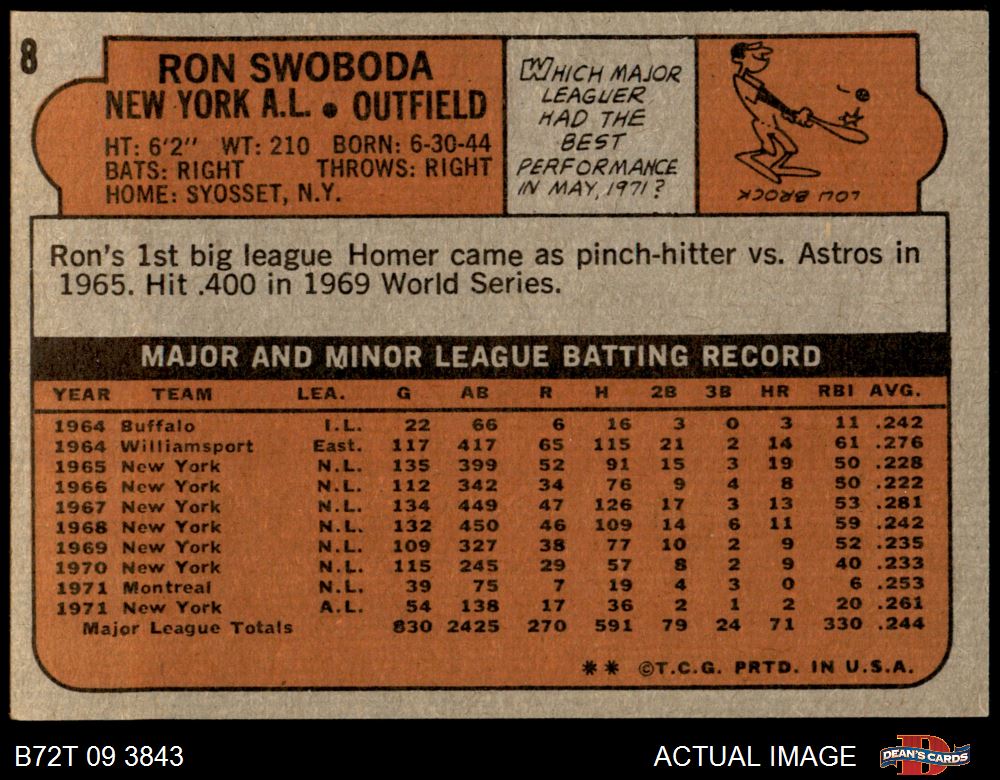 8
RON SWOBODA
NEW YORK A.L. • OUTFIELD
HT: 6'2" WT: 210 BORN: 6-30-44
BATS: RIGHT THROWS: RIGHT
HOME: SYOSSET, N.Y.
WHICH MAJOR
LEAGUER
HAD THE
BEST
PERFORMANCE
IN MAY, 1971?
LOU BROCK
Ron's 1st big league Homer came as pinch-hitter vs. Astros in
1965. Hit .400 in 1969 World Series.
MAJOR AND MINOR LEAGUE BATTING RECORD
YEAR TEAM LEA. G AB R H 2B 3B HR RBI AVG.
1964 Buffalo I.L. 22 66 6 16 3 0 3 11 .242
1964 Williamsport East. 117 417 65 115 21 2 14 61 .276
1965 New York N.L. 135 399 52 91 15 3 19 50 .228
1966 New York N.L. 112 342 34 76 9 4 8 50 .222
1967 New York N.L. 134 449 47 126 17 3 13 53 .281
1968 New York N.L. 132 450 46 109 14 6 11 59 .242
1969 New York N.L. 109 327 38 77 10 2 9 52 .235
1970 New York N.L. 115 245 29 57 8 2 9 40 .233
1971 Montreal N.L. 39 75 7 19 4 3 0 6 .253
1971 New York A.L. 54 138 17 36 2 1 2 20 .261
Major League Totals 830 2425 270 591 79 24 71 330 .244
** ©T.C.G. PRTD. IN U.S.A.
B72T 09 3843
ACTUAL IMAGE
DEAN'S CARDS